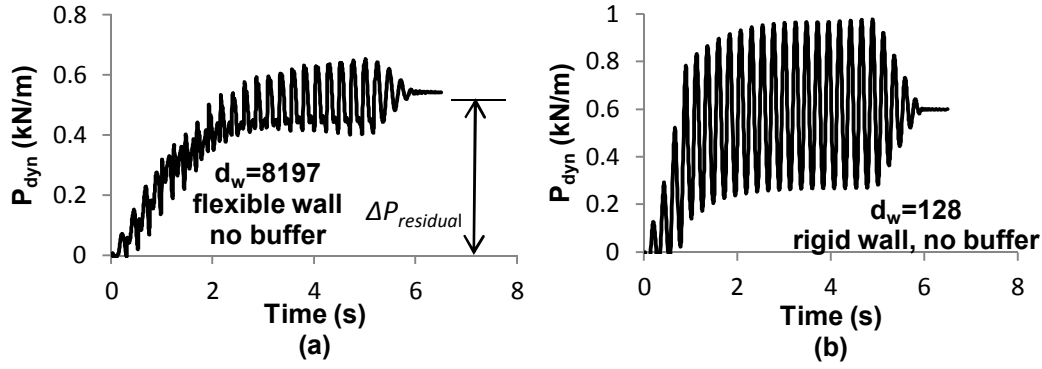 P_dyn (kN/m)
0.8
0.6
0.4
0.2
0
d_w=8197
flexible wall
no buffer
ΔP_residual
0 2 4 6 8
Time (s)
(a)
P_dyn (kN/m)
1
0.8
0.6
0.4
0.2
0
d_w=128
rigid wall, no buffer
0 2 4 6 8
Time (s)
(b)